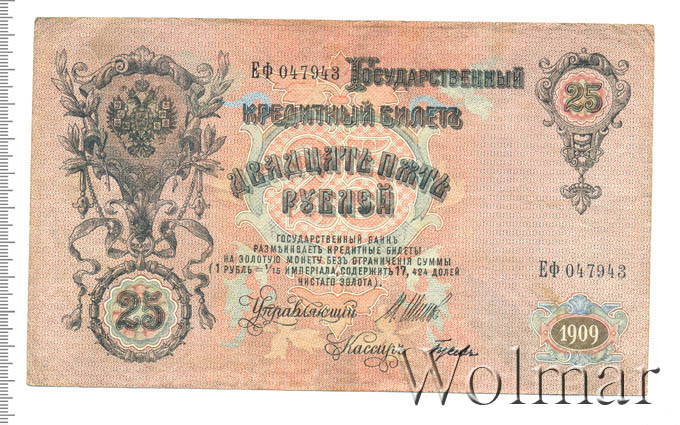 ЕФ 047943 Государственный
25
Кредитный Билетъ
Двадцать пять
рублей
Государственный банкъ
размѣниваетъ кредитные билеты
на золотую монету безъ ограниченія суммы
(1 рубль = 1/15 имперіала, содержитъ 17,424 долей
чистаго золота).
ЕФ 047943
25
Управляющій
1909
Кассиръ
Wolmar